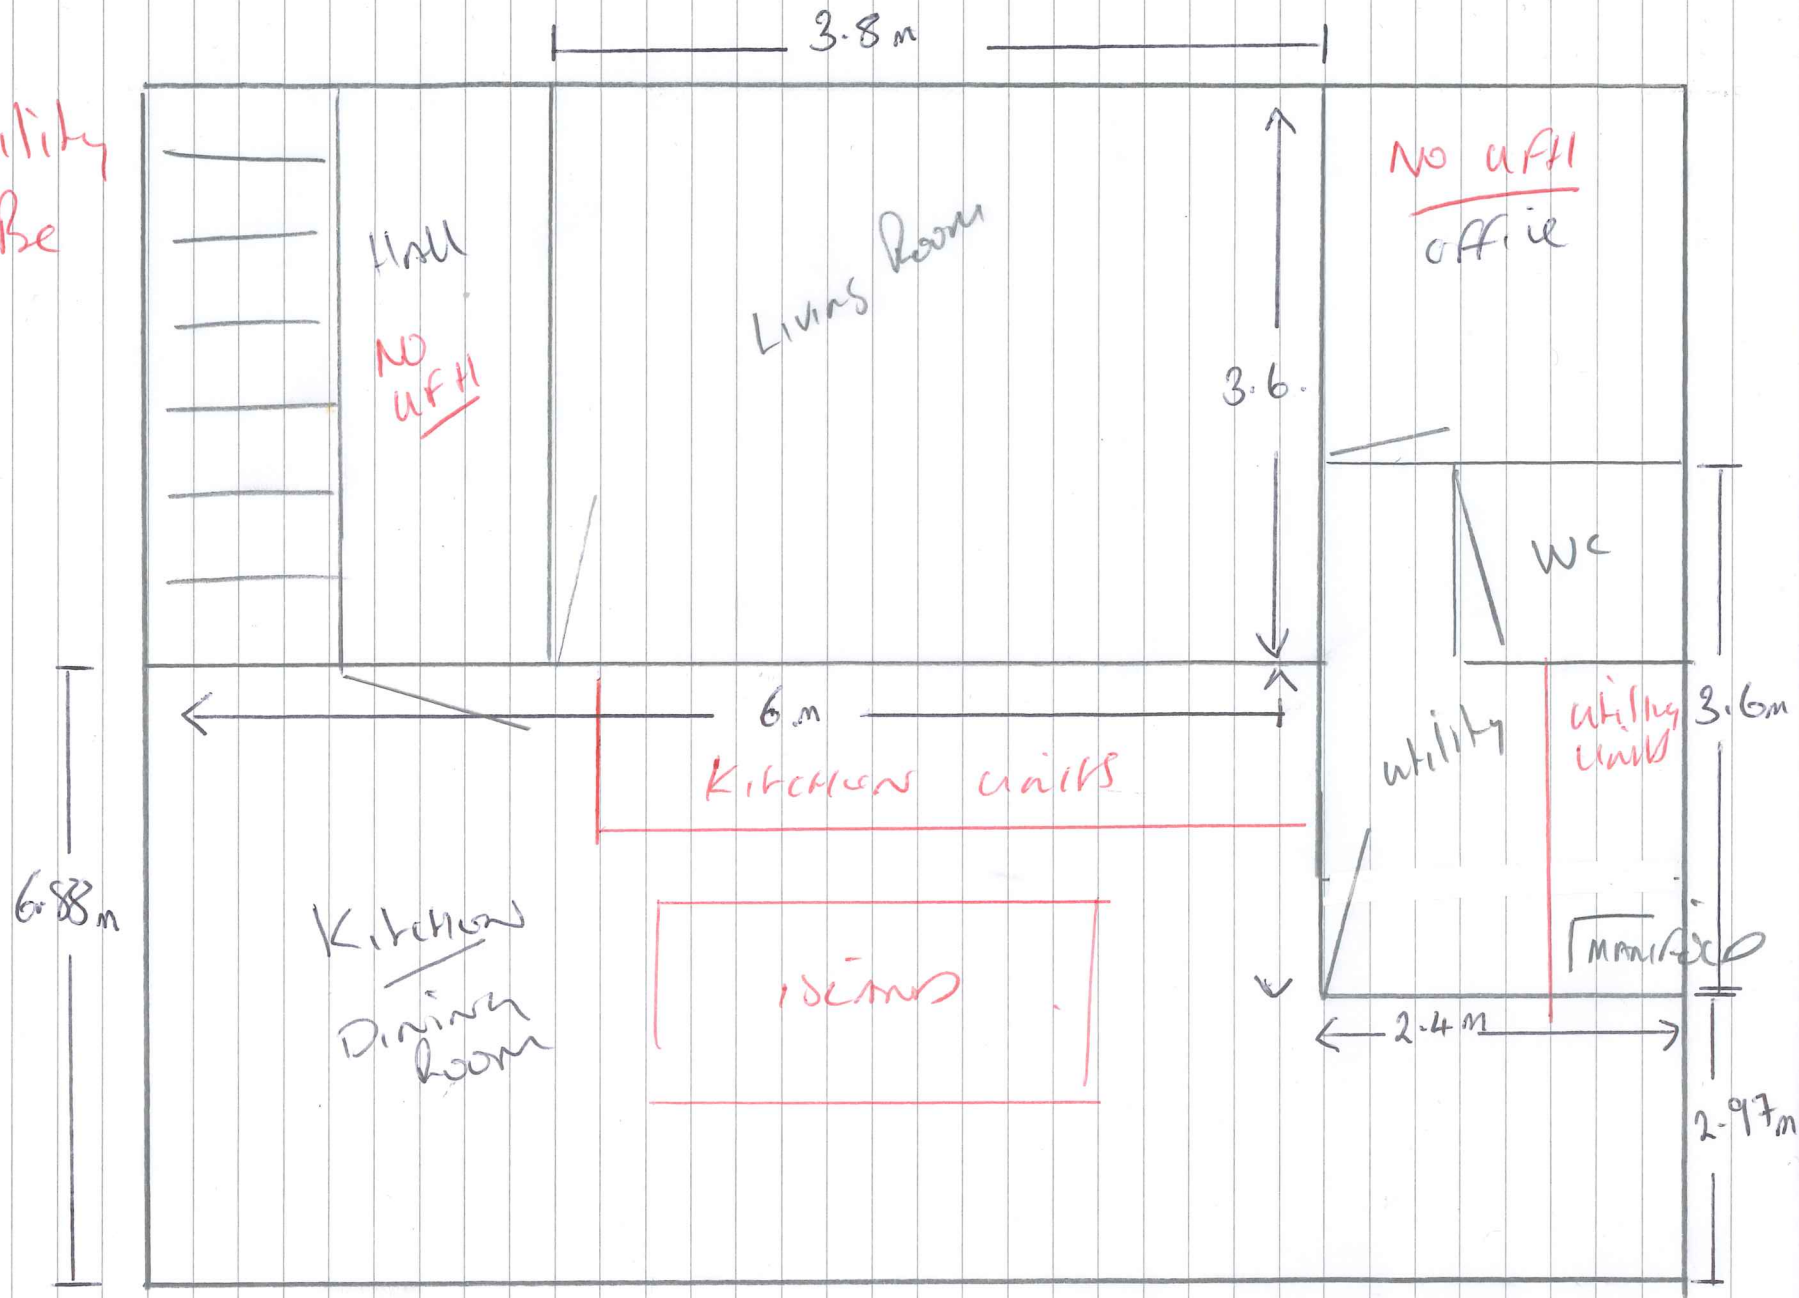 3.8m
ility
Be
Hall
NO
UFH
Living Room
3.6.
NO UFH
office
WC
6m
Kitchen units
utility
utility
units
3.6m
6.88m
Kitchen
Dining
Room
island
MANIFOLD
2.4m
2.97m